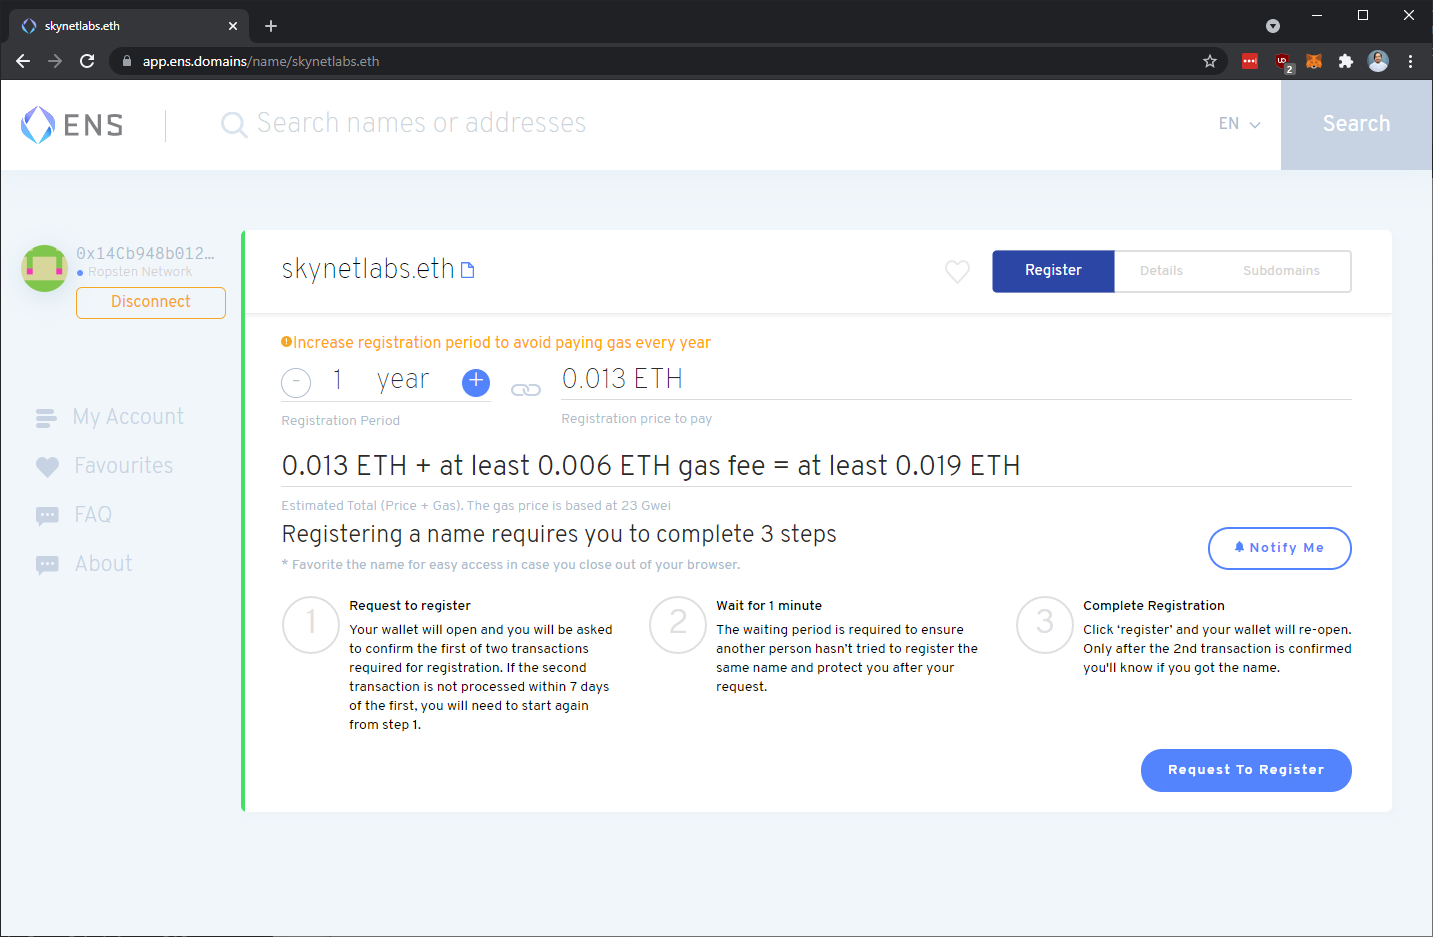 skynetlabs.eth
app.ens.domains/name/skynetlabs.eth
UD
2
ENS
Search names or addresses
EN
Search
0x14Cb948b012...
Ropsten Network
Disconnect
My Account
Favourites
FAQ
About
skynetlabs.eth
Register
Details
Subdomains
Increase registration period to avoid paying gas every year
- 1 year +
0.013 ETH
Registration Period
Registration price to pay
0.013 ETH + at least 0.006 ETH gas fee = at least 0.019 ETH
Estimated Total (Price + Gas). The gas price is based at 23 Gwei
Registering a name requires you to complete 3 steps
* Favorite the name for easy access in case you close out of your browser.
Notify Me
1
Request to register
Your wallet will open and you will be asked
to confirm the first of two transactions
required for registration. If the second
transaction is not processed within 7 days
of the first, you will need to start again
from step 1.
2
Wait for 1 minute
The waiting period is required to ensure
another person hasn’t tried to register the
same name and protect you after your
request.
3
Complete Registration
Click ‘register’ and your wallet will re-open.
Only after the 2nd transaction is confirmed
you'll know if you got the name.
Request To Register